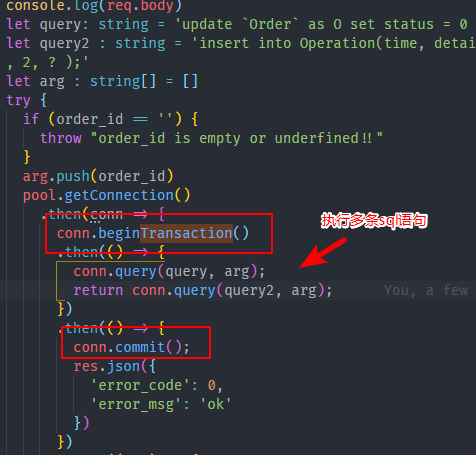 console.log(req.body)
let query: string = 'update `Order` as O set status = 0
let query2 : string = 'insert into Operation(time, detai
, 2, ? );'
let arg : string[] = []
try {
if (order_id == '') {
throw "order_id is empty or underfined!!"
}
arg.push(order_id)
pool.getConnection()
.then(conn => {
conn.beginTransaction()
.then(() => {
执行多条sql语句
conn.query(query, arg);
return conn.query(query2, arg); You, a few
})
.then(() => {
conn.commit();
res.json({
'error_code': 0,
'error_msg': 'ok'
})
})